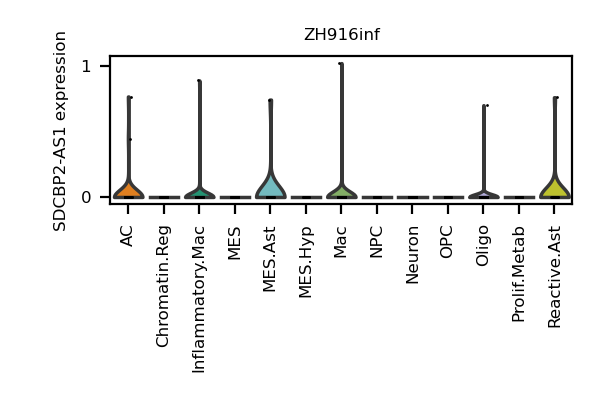 ZH916inf
SDCBP2-AS1 expression
1
0
AC
Chromatin.Reg
Inflammatory.Mac
MES
MES.Ast
MES.Hyp
Mac
NPC
Neuron
OPC
Oligo
Prolif.Metab
Reactive.Ast